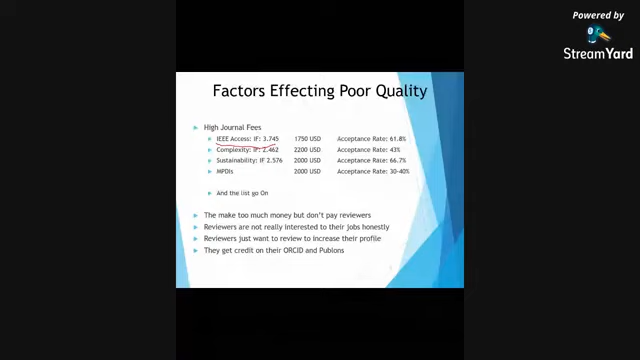 Powered by
StreamYard
Factors Effecting Poor Quality
High Journal Fees
IEEE Access: IF: 3.745 1750 USD Acceptance Rate: 61.8%
Complexity: IF: 2.462 2200 USD Acceptance Rate: 43%
Sustainability: IF 2.576 2000 USD Acceptance Rate: 66.7%
MPDIs 2000 USD Acceptance Rate: 30-40%
And the list go On
The make too much money but don't pay reviewers
Reviewers are not really interested to their jobs honestly
Reviewers just want to review to increase their profile
They get credit on their ORCID and Publons